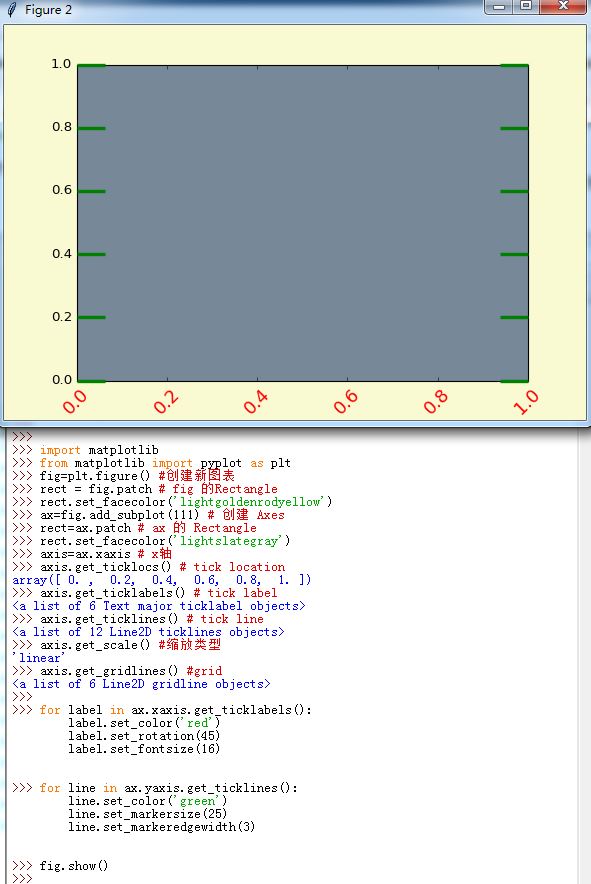 Figure 2
1.0
0.8
0.6
0.4
0.2
0.0
0.0 0.2 0.4 0.6 0.8 1.0
>>>
>>> import matplotlib
>>> from matplotlib import pyplot as plt
>>> fig=plt.figure() #创建新图表
>>> rect = fig.patch # fig 的Rectangle
>>> rect.set_facecolor('lightgoldenrodyellow')
>>> ax=fig.add_subplot(111) # 创建 Axes
>>> rect=ax.patch # ax 的 Rectangle
>>> rect.set_facecolor('lightslategray')
>>> axis=ax.xaxis # x轴
>>> axis.get_ticklocs() # tick location
array([ 0. ,  0.2,  0.4,  0.6,  0.8,  1. ])
>>> axis.get_ticklabels() # tick label
<a list of 6 Text major ticklabel objects>
>>> axis.get_ticklines() # tick line
<a list of 12 Line2D ticklines objects>
>>> axis.get_scale() #缩放类型
'linear'
>>> axis.get_gridlines() #grid
<a list of 6 Line2D gridline objects>
>>>
>>> for label in ax.xaxis.get_ticklabels():
label.set_color('red')
label.set_rotation(45)
label.set_fontsize(16)
>>> for line in ax.yaxis.get_ticklines():
line.set_color('green')
line.set_markersize(25)
line.set_markeredgewidth(3)
>>> fig.show()
>>>